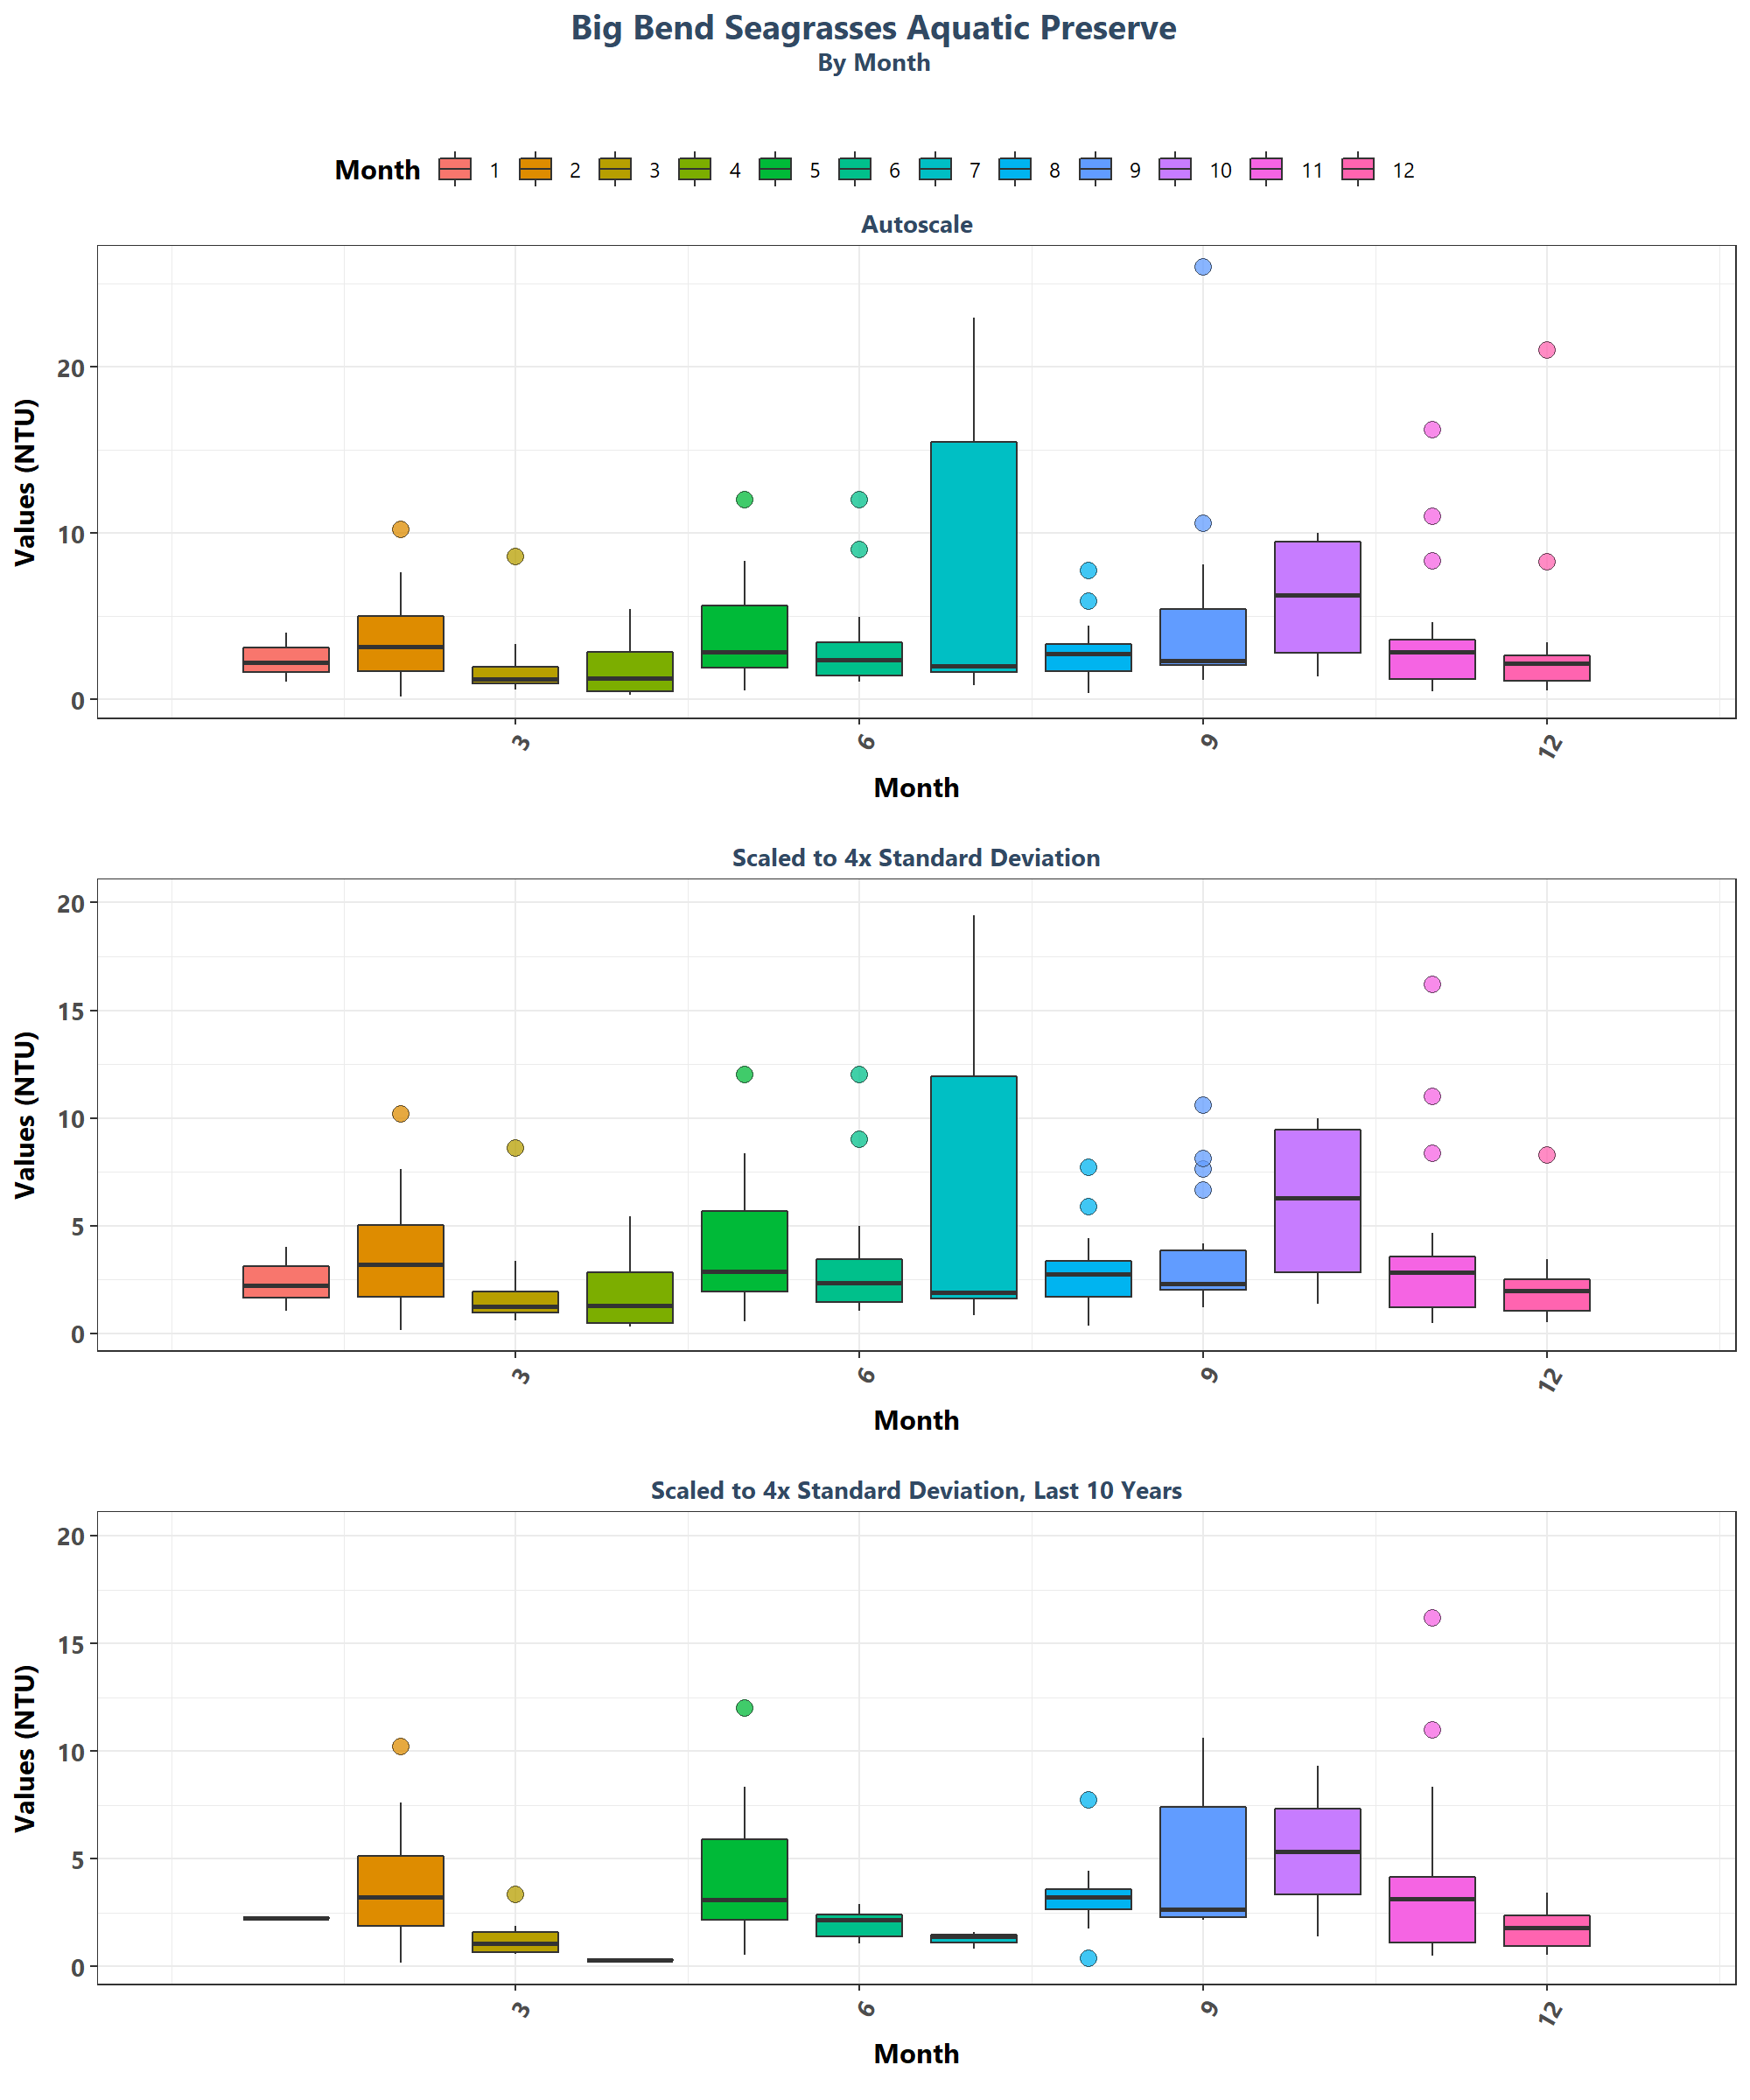 Big Bend Seagrasses Aquatic Preserve
By Month
Month 1 2 3 4 5 6 7 8 9 10 11 12
Autoscale
Values (NTU)
20
10
0
3 6 9 12
Month
Scaled to 4x Standard Deviation
Values (NTU)
20
15
10
5
0
3 6 9 12
Month
Scaled to 4x Standard Deviation, Last 10 Years
Values (NTU)
20
15
10
5
0
3 6 9 12
Month